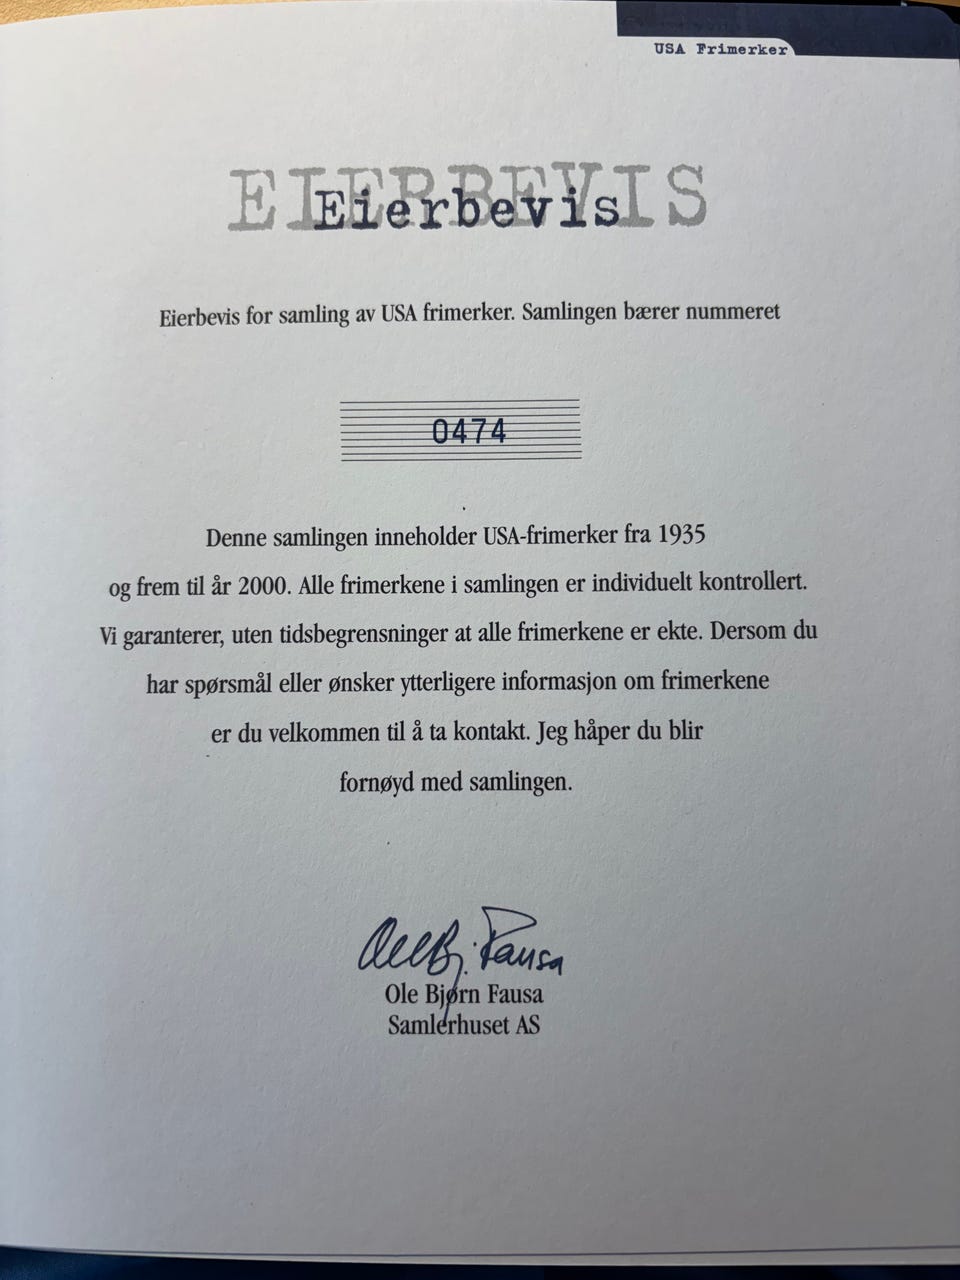 USA Frimerker
EIERBEVIS
Eierbevis
Eierbevis for samling av USA frimerker. Samlingen bærer nummeret
0474
Denne samlingen inneholder USA-frimerker fra 1935
og frem til år 2000. Alle frimerkene i samlingen er individuelt kontrollert.
Vi garanterer, uten tidsbegrensninger at alle frimerkene er ekte. Dersom du
har spørsmål eller ønsker ytterligere informasjon om frimerkene
er du velkommen til å ta kontakt. Jeg håper du blir
fornøyd med samlingen.
Ole Bj. Fausa
Ole Bjørn Fausa
Samlerhuset AS